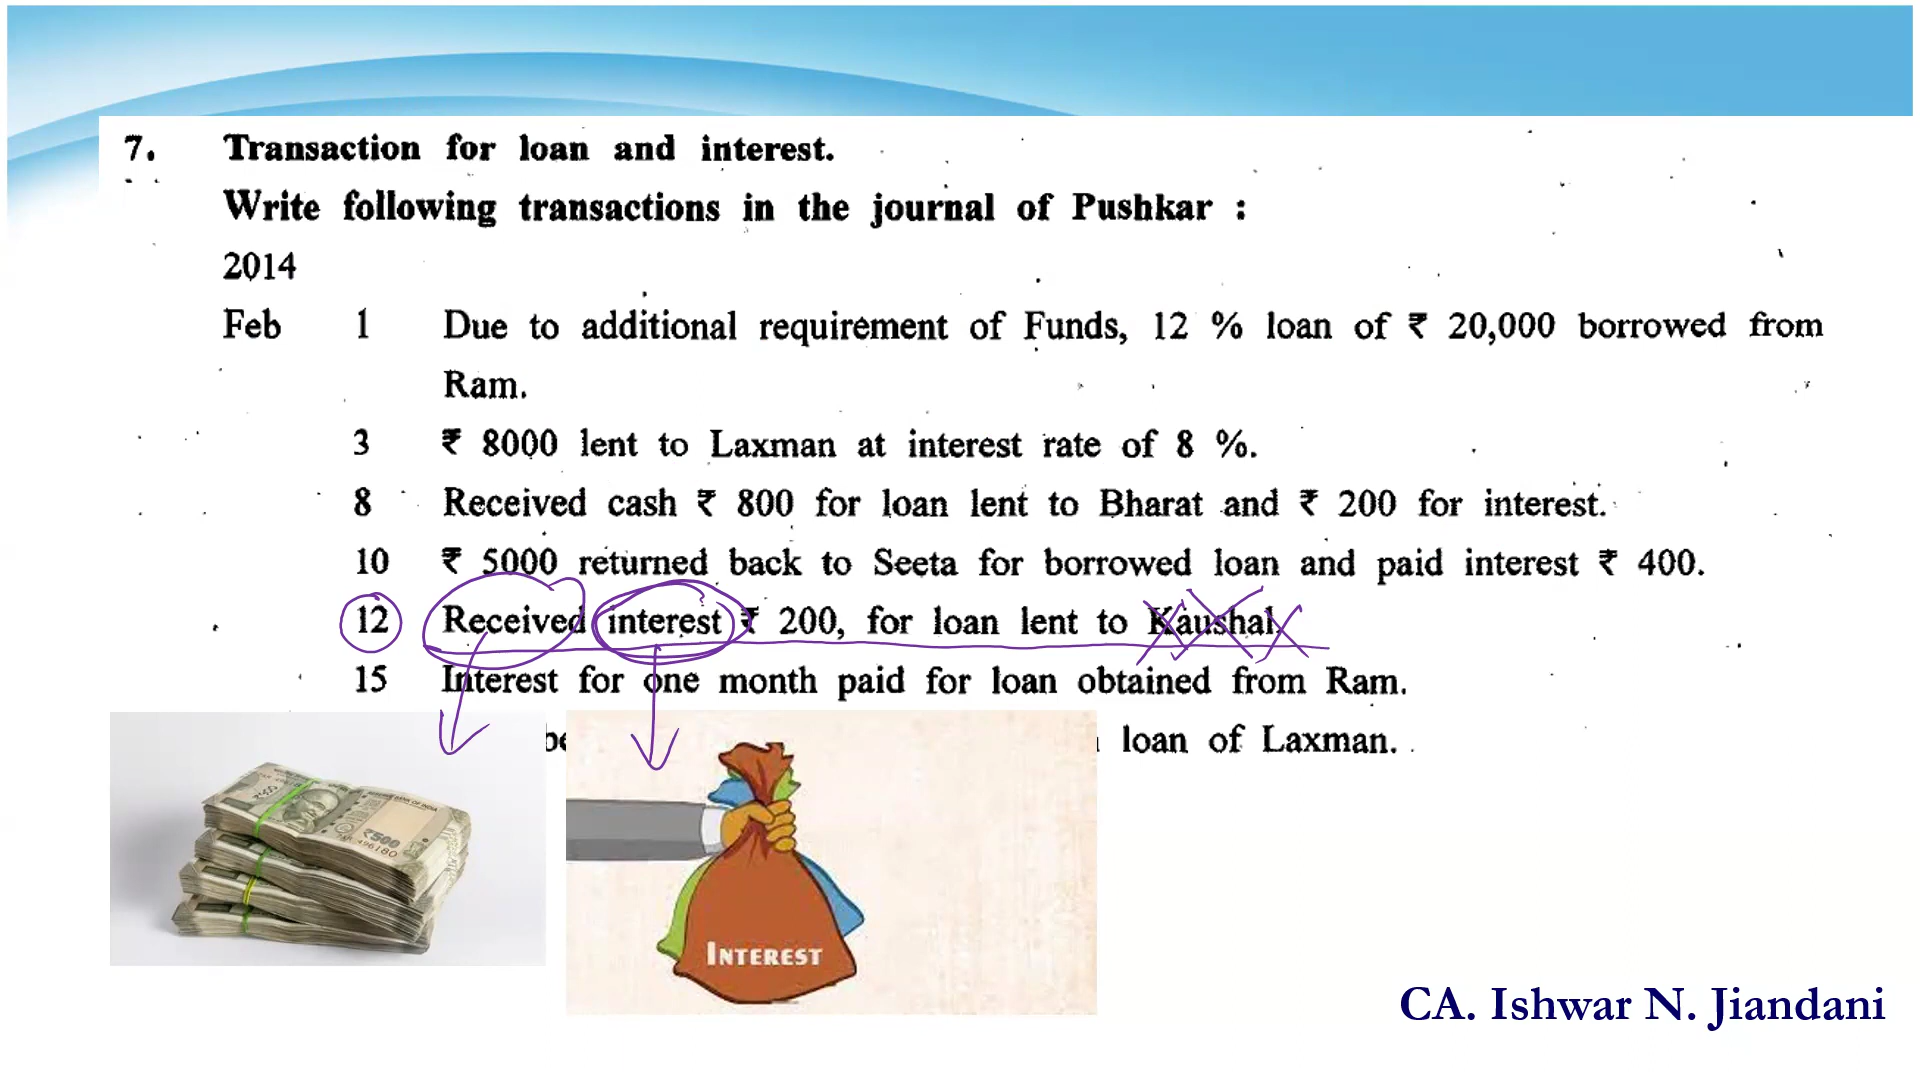 7. Transaction for loan and interest.
Write following transactions in the journal of Pushkar :
2014
Feb 1 Due to additional requirement of Funds, 12 % loan of ₹ 20,000 borrowed from
Ram.
3 ₹ 8000 lent to Laxman at interest rate of 8 %.
8 Received cash ₹ 800 for loan lent to Bharat and ₹ 200 for interest.
10 ₹ 5000 returned back to Seeta for borrowed loan and paid interest ₹ 400.
12 Received interest ₹ 200, for loan lent to Kaushal.
15 Interest for one month paid for loan obtained from Ram.
loan of Laxman.
₹500
496180
INTEREST
CA. Ishwar N. Jiandani